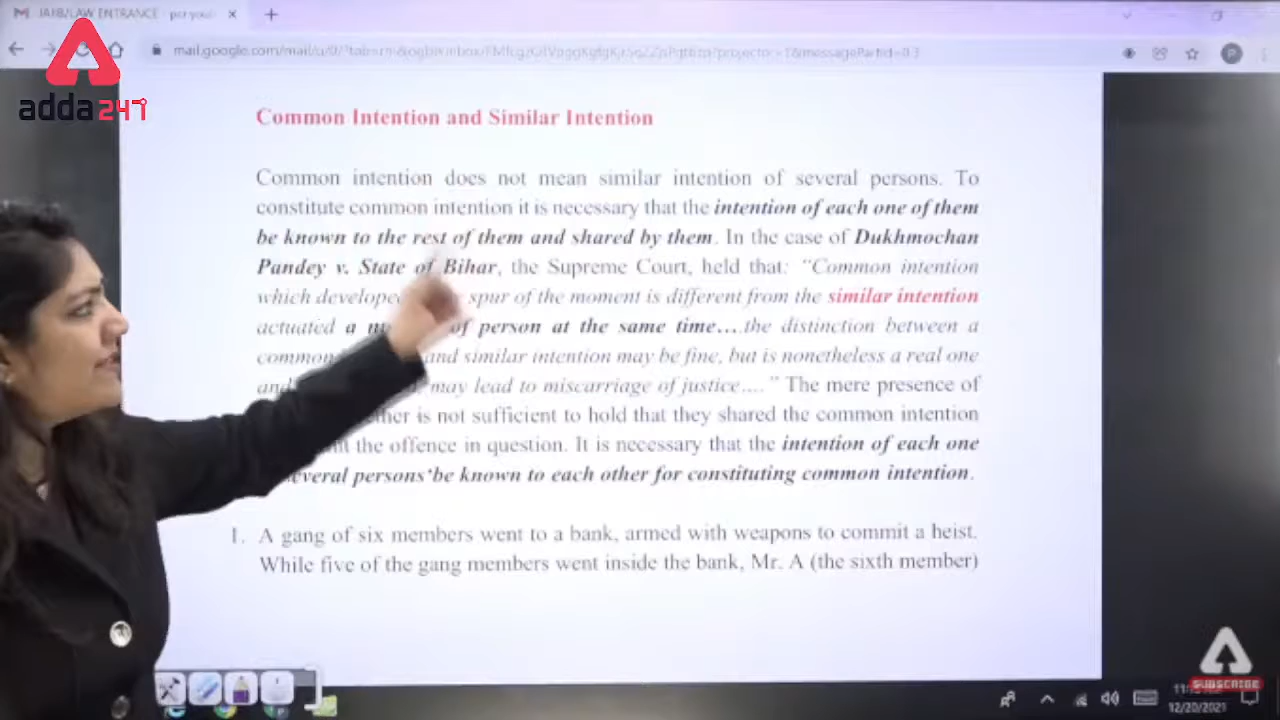 JAIIB/LAW ENTRANCE
adda247
Common Intention and Similar Intention
Common intention does not mean similar intention of several persons. To
constitute common intention it is necessary that the intention of each one of them
be known to the rest of them and shared by them. In the case of Dukhmochan
Pandey v. State of Bihar, the Supreme Court, held that: “Common intention
which developed spur of the moment is different from the similar intention
actuated a of person at the same time….the distinction between a
common and similar intention may be fine, but is nonetheless a real one
and may lead to miscarriage of justice….” The mere presence of
is not sufficient to hold that they shared the common intention
the offence in question. It is necessary that the intention of each one
several persons‘be known to each other for constituting common intention.
1. A gang of six members went to a bank, armed with weapons to commit a heist.
While five of the gang members went inside the bank, Mr. A (the sixth member)
SUBSCRIBE
12/20/2021